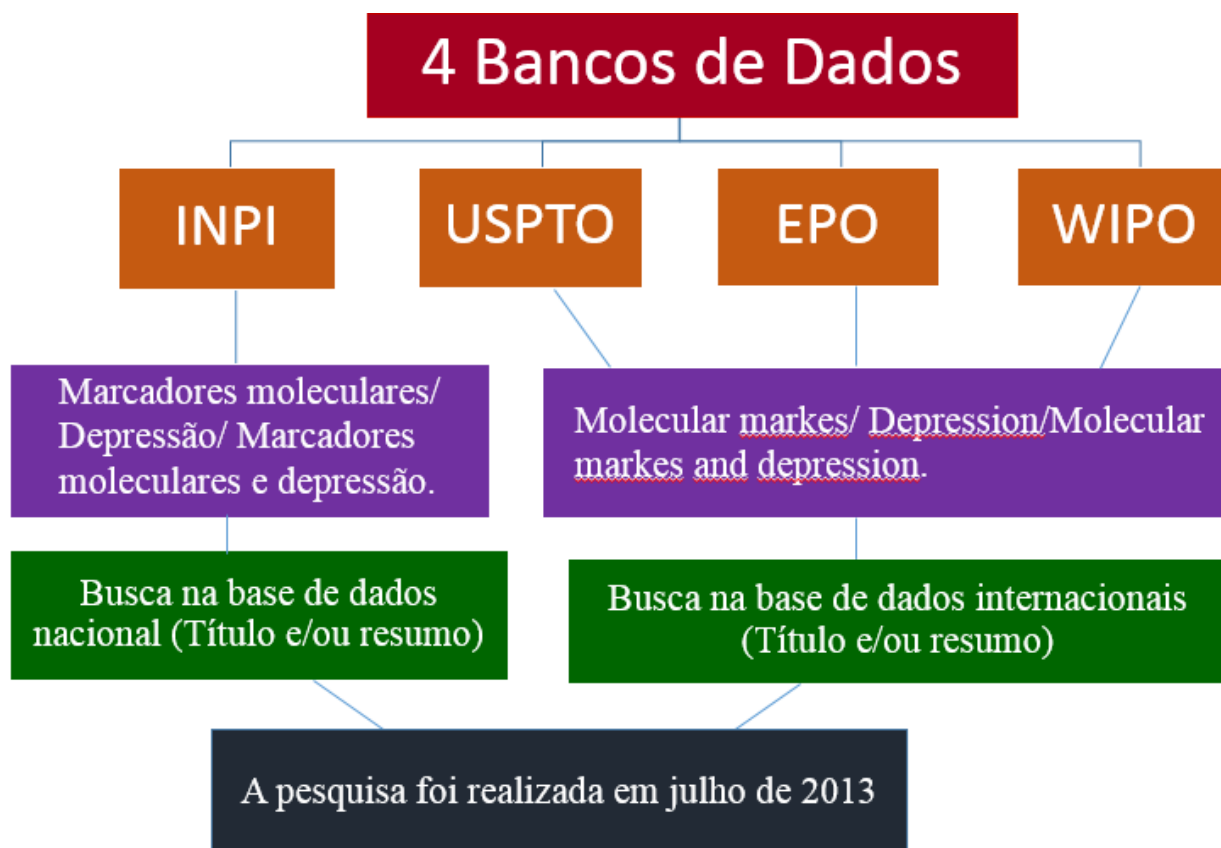 4 Bancos de Dados
INPI
USPTO
EPO
WIPO
Marcadores moleculares/
Depressão/ Marcadores
moleculares e depressão.
Molecular markes/ Depression/Molecular
markes and depression.
Busca na base de dados
nacional (Título e/ou resumo)
Busca na base de dados internacionais
(Título e/ou resumo)
A pesquisa foi realizada em julho de 2013